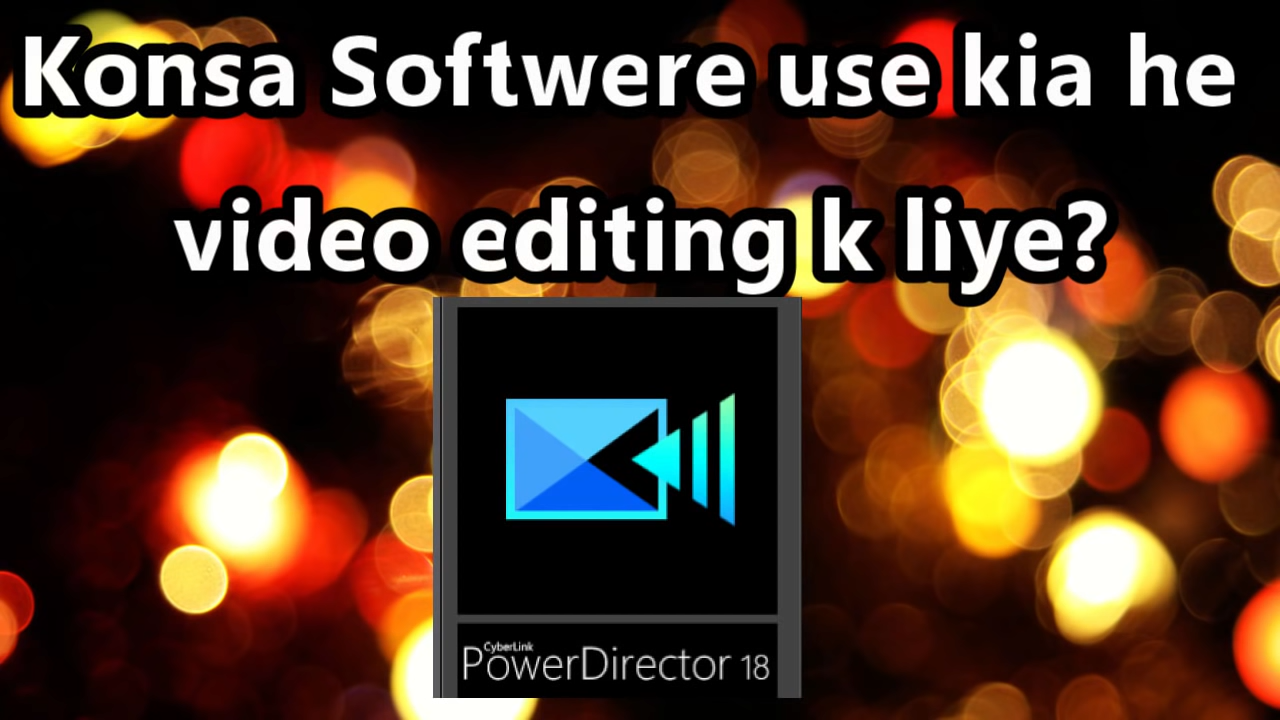 Konsa Softwere use kia he
video editing k liye?
CyberLink
PowerDirector 18